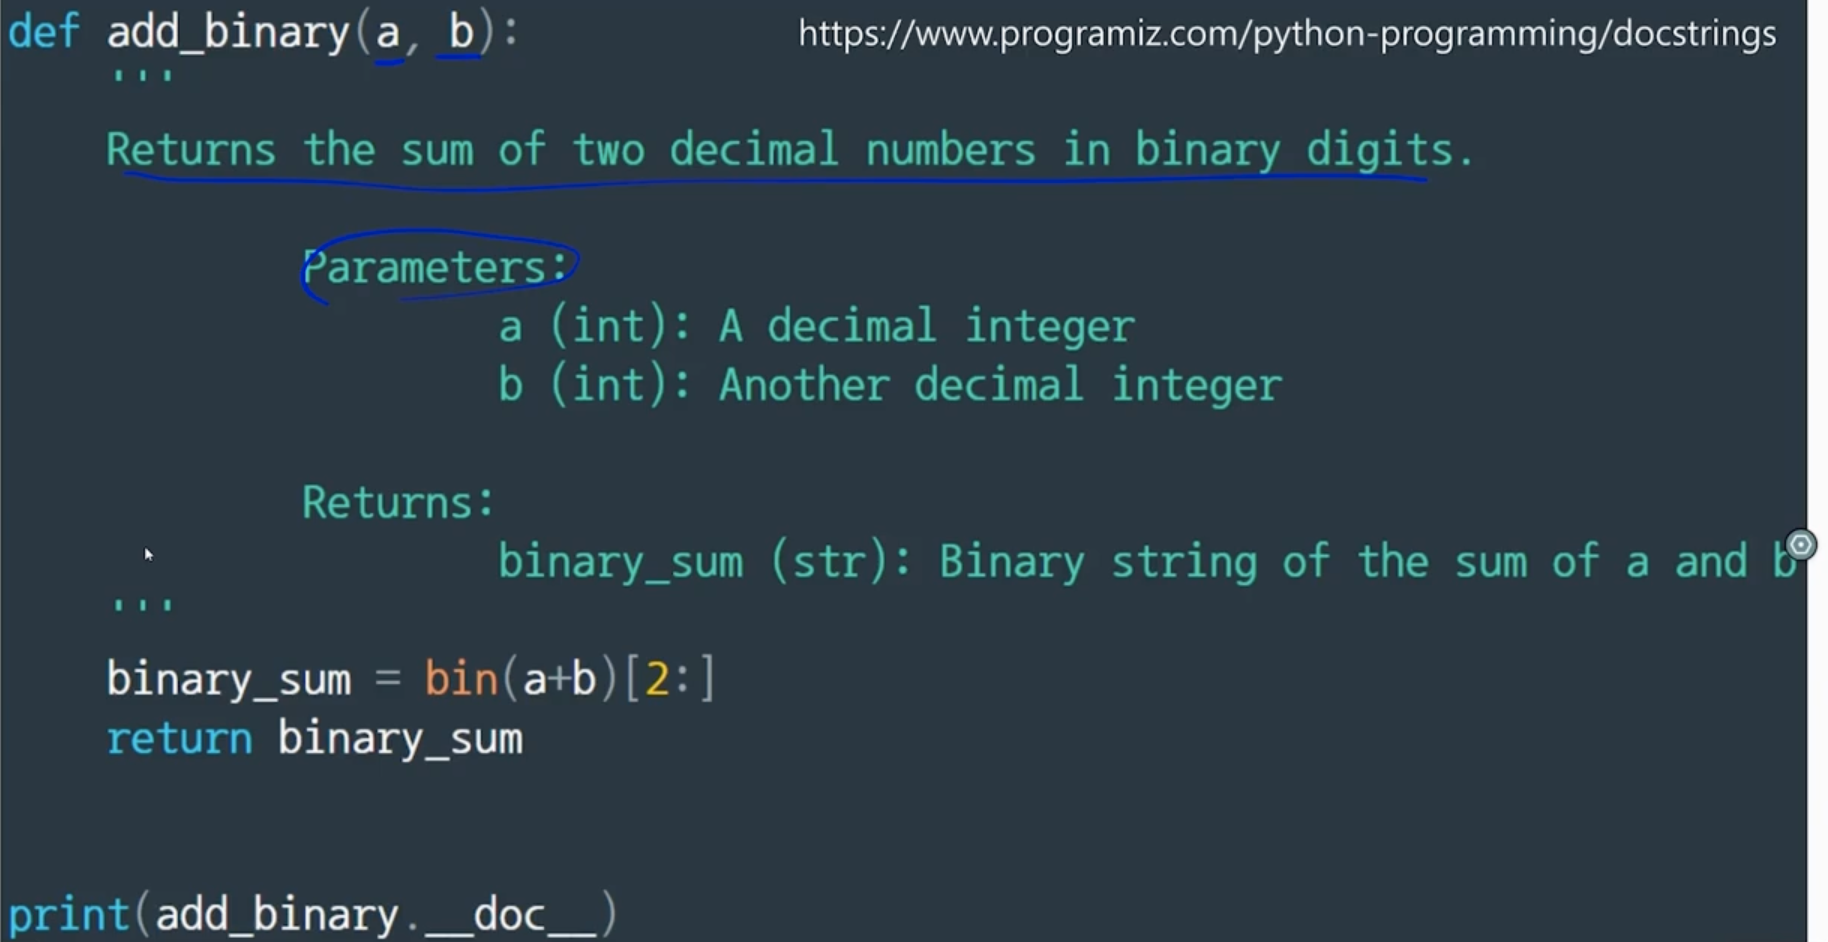 def add_binary(a, b):
https://www.programiz.com/python-programming/docstrings
'''
Returns the sum of two decimal numbers in binary digits.
Parameters:
a (int): A decimal integer
b (int): Another decimal integer
Returns:
binary_sum (str): Binary string of the sum of a and b
'''
binary_sum = bin(a+b)[2:]
return binary_sum
print(add_binary.__doc__)